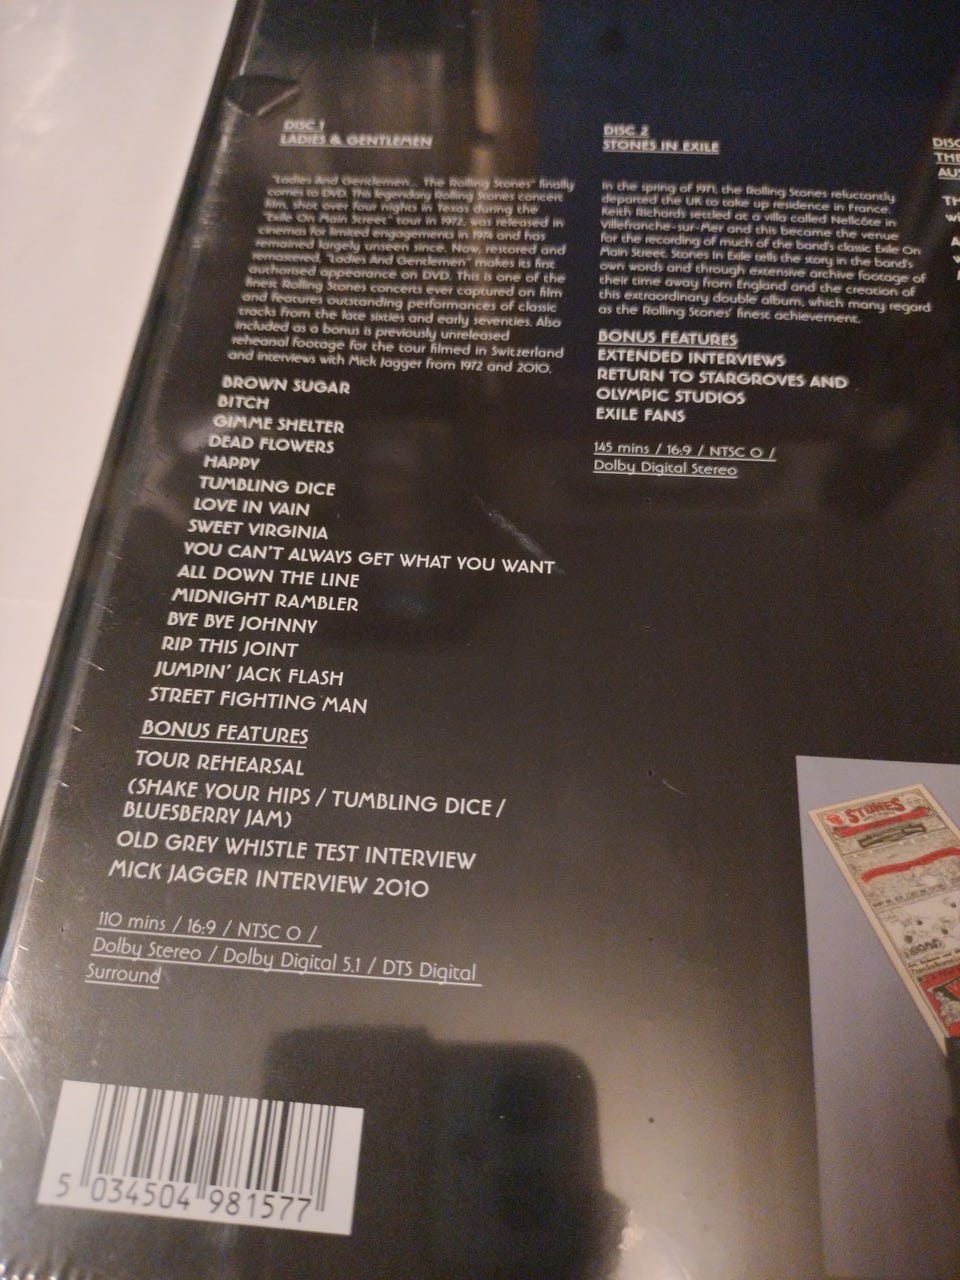 DISC 1
LADIES & GENTLEMEN
"Ladies And Gentlemen... The Rolling Stones" finally
comes to DVD. This legendary Rolling Stones concert
film, shot over four nights in Texas during the
"Exile On Main Street" tour in 1972, was released in
cinemas for limited engagements in 1974 and has
remained largely unseen since. Now restored and
remastered, "Ladies And Gentlemen" makes its first
authorised appearance on DVD. This is one of the
finest Rolling Stones concerts ever captured on film
and features outstanding performances of classic
tracks from the late sixties and early seventies. Also
included as a bonus is previously unreleased
rehearsal footage for the tour filmed in Switzerland
and interviews with Mick Jagger from 1972 and 2010.
BROWN SUGAR
BITCH
GIMME SHELTER
DEAD FLOWERS
HAPPY
TUMBLING DICE
LOVE IN VAIN
SWEET VIRGINIA
YOU CAN'T ALWAYS GET WHAT YOU WANT
ALL DOWN THE LINE
MIDNIGHT RAMBLER
BYE BYE JOHNNY
RIP THIS JOINT
JUMPIN' JACK FLASH
STREET FIGHTING MAN
BONUS FEATURES
TOUR REHEARSAL
(SHAKE YOUR HIPS / TUMBLING DICE /
BLUESBERRY JAM)
OLD GREY WHISTLE TEST INTERVIEW
MICK JAGGER INTERVIEW 2010
110 mins / 16:9 / NTSC 0 /
Dolby Stereo / Dolby Digital 5.1 / DTS Digital
Surround
5 034504 981577
DISC 2
STONES IN EXILE
In the spring of 1971, the Rolling Stones reluctantly
departed the UK to take up residence in France.
Keith Richards settled at a villa called Nellcôte in
Villefranche-sur-Mer and this became the venue
for the recording of much of the band's classic Exile On
Main Street. Stones In Exile tells the story in the band's
own words and through extensive archive footage of
their time away from England and the creation of
this extraordinary double album, which many regard
as the Rolling Stones' finest achievement.
BONUS FEATURES
EXTENDED INTERVIEWS
RETURN TO STARGROVES AND
OLYMPIC STUDIOS
EXILE FANS
145 mins / 16:9 / NTSC 0 /
Dolby Digital Stereo
STONES